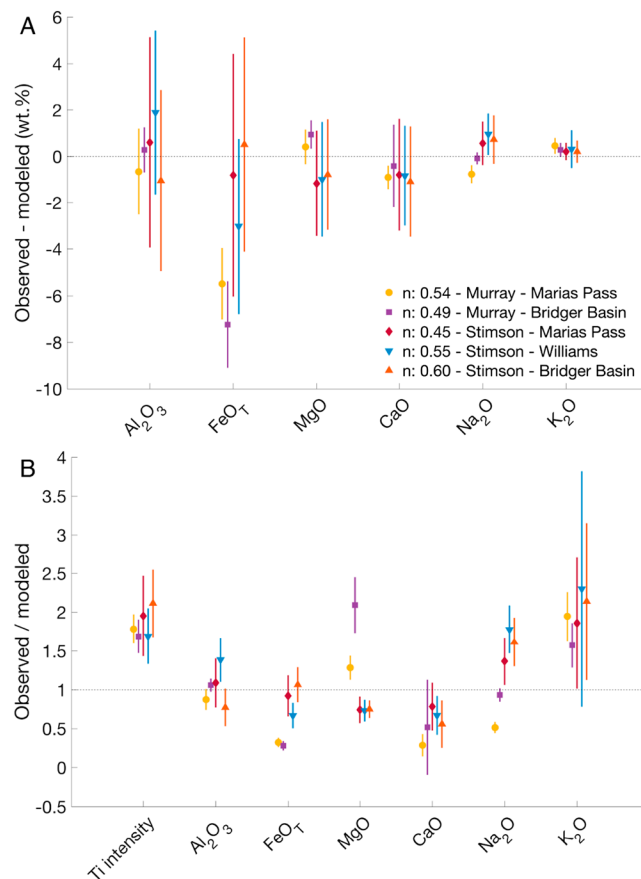 A
Observed - modeled (wt.%)
6
4
2
0
-2
-4
-6
-8
-10
n: 0.54 - Murray - Marias Pass
n: 0.49 - Murray - Bridger Basin
n: 0.45 - Stimson - Marias Pass
n: 0.55 - Stimson - Williams
n: 0.60 - Stimson - Bridger Basin
Al₂O₃ FeO_T MgO CaO Na₂O K₂O
B
Observed / modeled
4
3.5
3
2.5
2
1.5
1
0.5
0
-0.5
Ti intensity Al₂O₃ FeO_T MgO CaO Na₂O K₂O